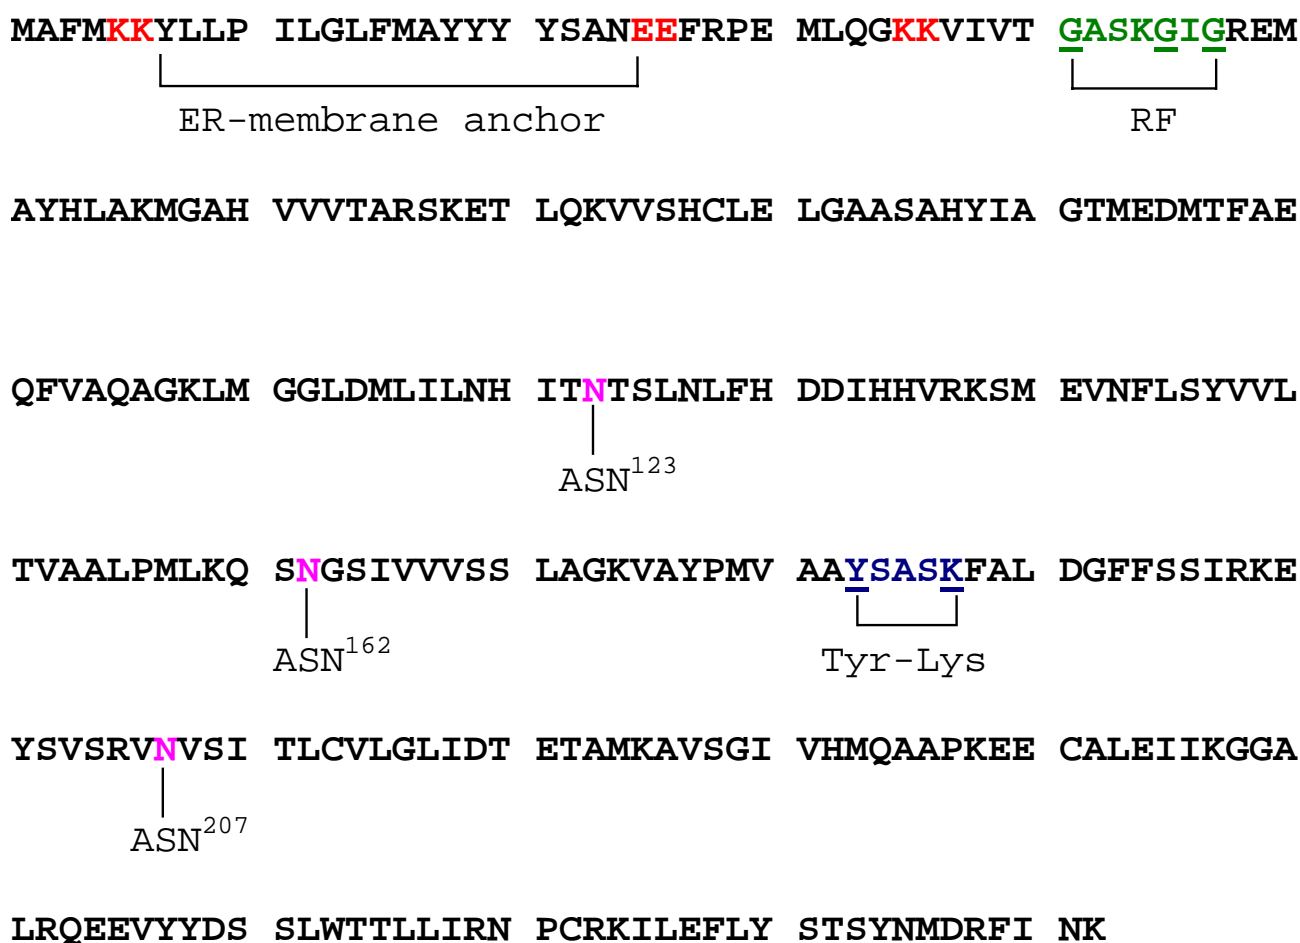 MAFMKKYLLP ILGLFMAYYY YSANEEFRPE MLQGKKVIVT GASKGIGREM
ER-membrane anchor RF
AYHLAKMGAH VVVTARSKET LQKVVSHCLE LGAASAHYIA GTMEDMTFAE
QFVAQAGKLM GGLDMLILNH ITNTSLNLFH DDIHHVRKSM EVNFLSYVVL
ASN123
TVAALPMLKQ SNGSIVVVSS LAGKVAYPMV AAYSASKFAL DGFFSSIRKE
ASN162 Tyr-Lys
YSVSRVNVSI TLCVLGLIDT ETAMKAVSGI VHMQAAPKEE CALEIIKGGA
ASN207
LRQEEVYYDS SLWTTLLIRN PCRKILEFLY STSYNMDRFI NK